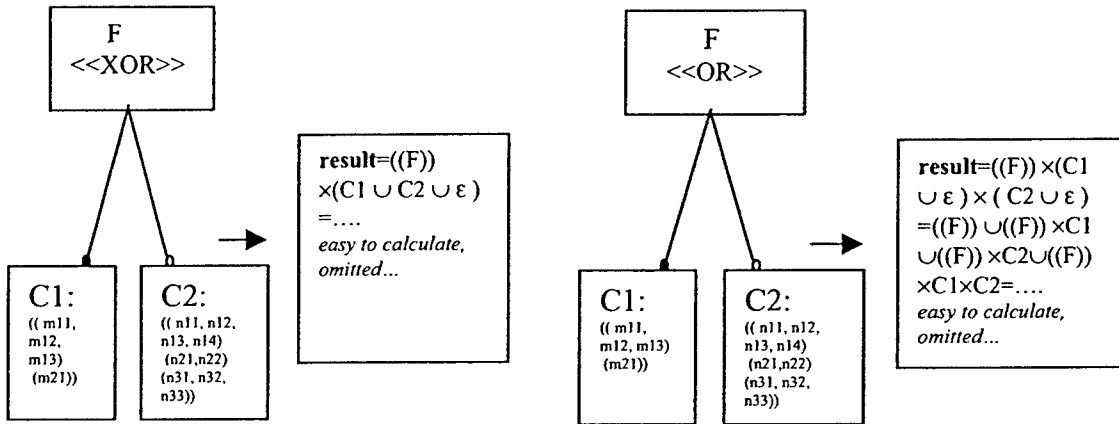 F
<<XOR>>
result=((F))
×(C1 ∪ C2 ∪ ε )
=....
easy to calculate,
omitted...
C1:
(( m11,
m12,
m13)
(m21))
C2:
(( n11, n12,
n13, n14)
(n21,n22)
(n31, n32,
n33))
F
<<OR>>
result=((F)) ×(C1
∪ ε ) × ( C2 ∪ ε )
=((F)) ∪((F)) ×C1
∪((F)) ×C2∪((F))
×C1×C2=....
easy to calculate,
omitted...
C1:
(( m11,
m12, m13)
(m21))
C2:
(( n11, n12,
n13, n14)
(n21,n22)
(n31, n32,
n33))